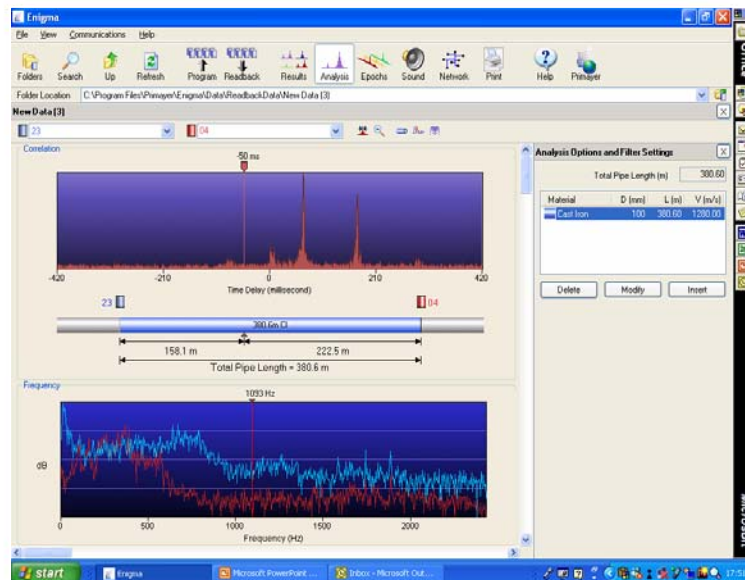 Enigma
File View Communications Help
Folders Search Up Refresh Program Readback Results Analysis Epochs Sound Network Print Help Primayer
Folder Location C:\Program Files\Primayer\Enigma\Data\ReadbackData\New Data [3]
New Data [3]
23 04
Correlation
-50 ms
-420 -210 0 210 420
Time Delay (millisecond)
23 04
380.6m CI
158.1 m 222.5 m
Total Pipe Length = 380.6 m
Frequency
1093 Hz
dB
0 500 1000 1500 2000
Frequency (Hz)
Analysis Options and Filter Settings
Total Pipe Length (m) 380.60
Material D (mm) L (m) V (m/s)
Cast Iron 100 380.60 1280.00
Delete Modify Insert
start Enigma Microsoft PowerPoint ... Inbox - Microsoft Out...